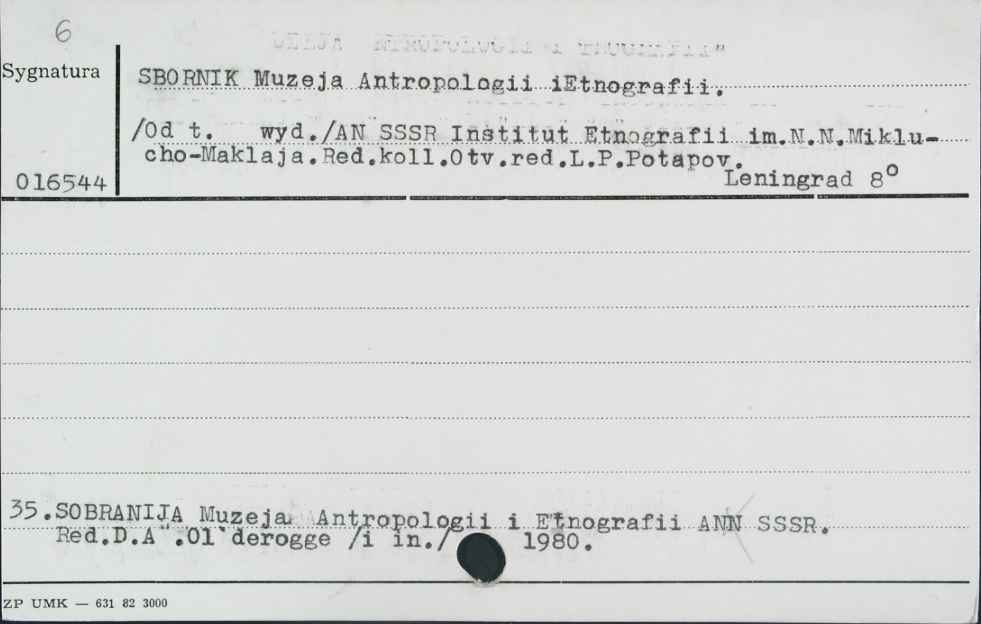 6
Sygnatura
SBORNIK Muzeja Antropologii iEtnografii.
/Od t. wyd./AN SSSR Institut Etnografii im.N.N.Miklu-
cho-Maklaja.Red.koll.Otv.red.L.P.Potapov.
016544
Leningrad 8°
35.SOBRANIJA Muzeja Antropologii i Etnografii ANN SSSR.
Red.D.A".Ol'derogge /i in./ 1980.
ZP UMK — 631 82 3000